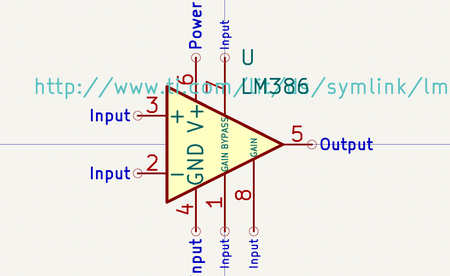 Power
Input
U
6
7
http://www.ti.com/lit/ds/symlink/lm
LM386
Input 3
+
V+
BYPASS
5 Output
Input 2
−
GND
GAIN
GAIN
4
1
8
nput
Input
Input